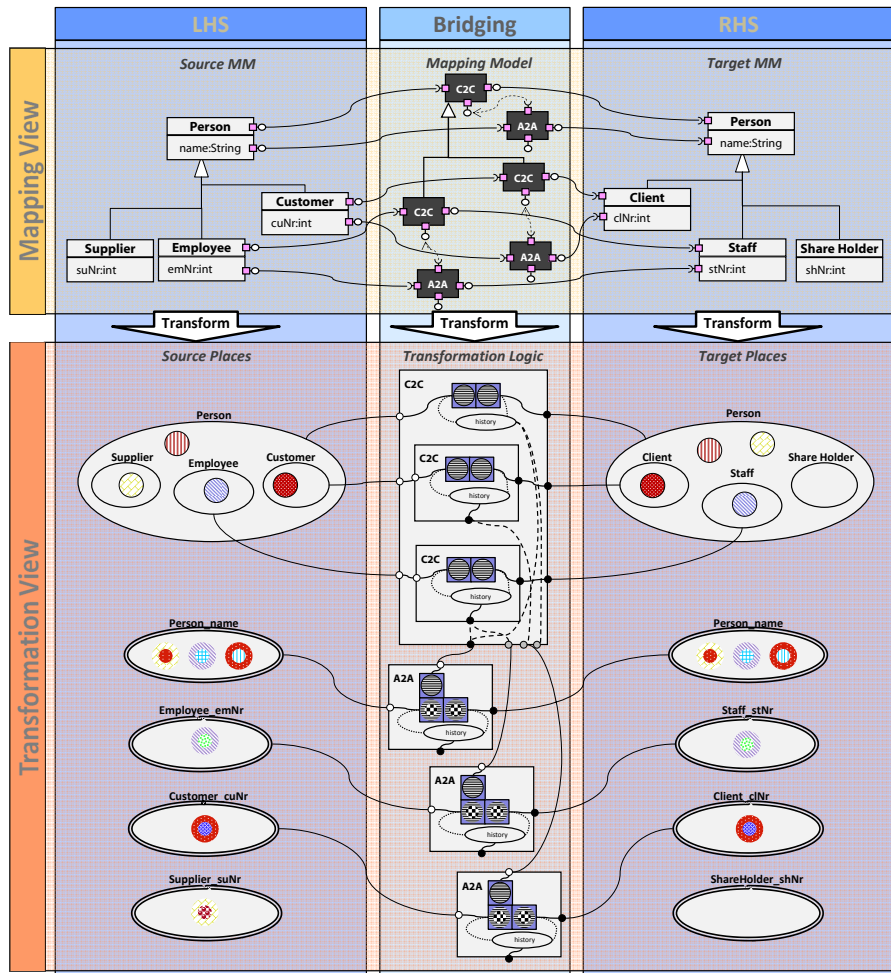 LHS
Bridging
RHS
Mapping View
Source MM
Mapping Model
Target MM
C2C
Person
name:String
A2A
Person
name:String
C2C
Customer
cuNr:int
Client
clNr:int
C2C
Supplier
suNr:int
Employee
emNr:int
A2A
Staff
stNr:int
Share Holder
shNr:int
A2A
Transform
Transform
Transform
Transformation View
Source Places
Transformation Logic
Target Places
C2C
history
Person
Supplier
Employee
Customer
C2C
history
Person
Client
Staff
Share Holder
C2C
history
Person_name
Person_name
A2A
history
Employee_emNr
Staff_stNr
A2A
history
Customer_cuNr
Client_clNr
A2A
history
Supplier_suNr
ShareHolder_shNr